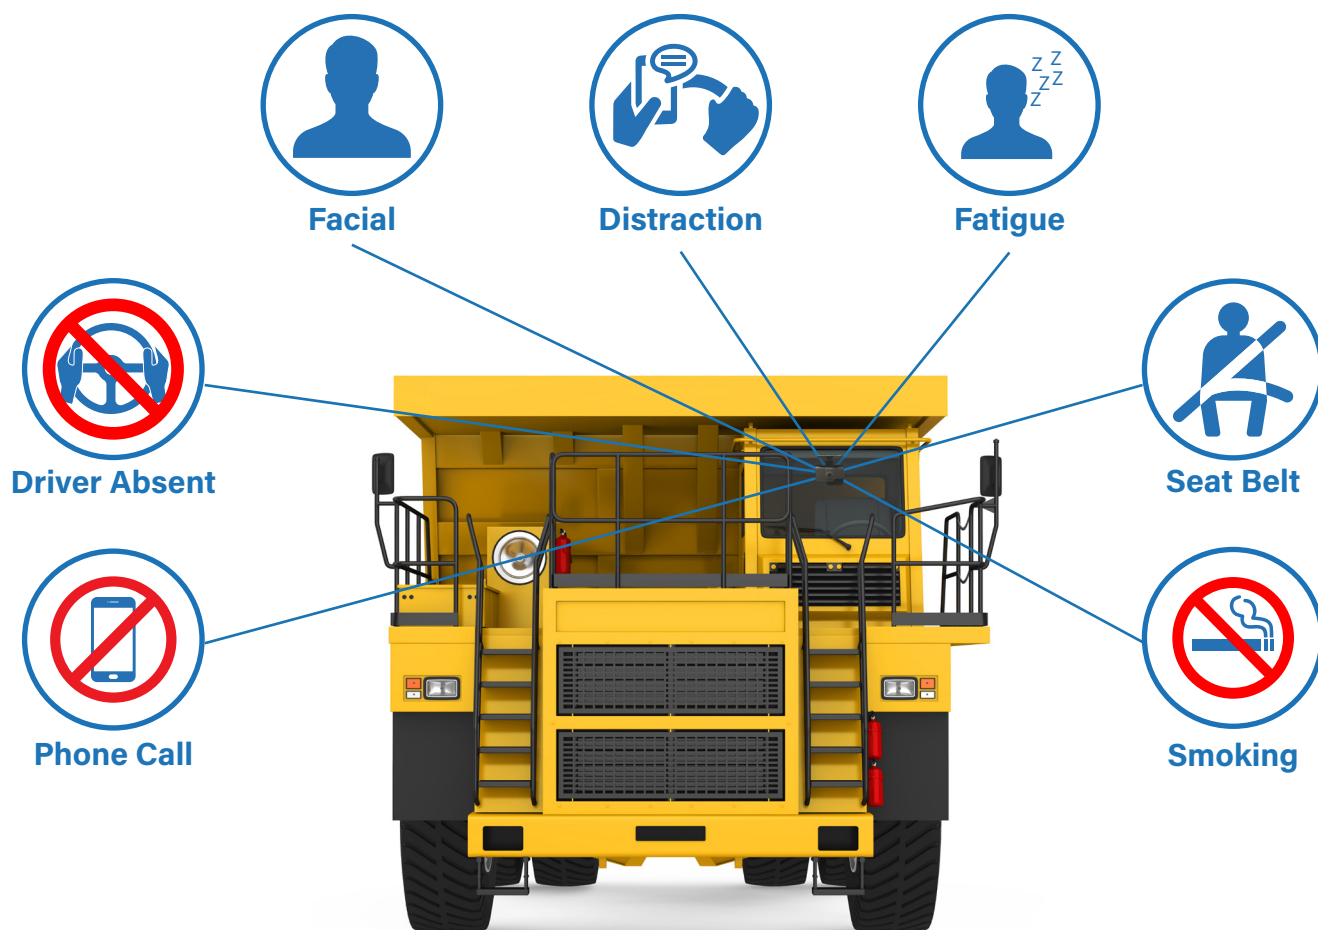 Z Z
Z Z
Z
Facial
Distraction
Fatigue
Driver Absent
Seat Belt
Phone Call
Smoking